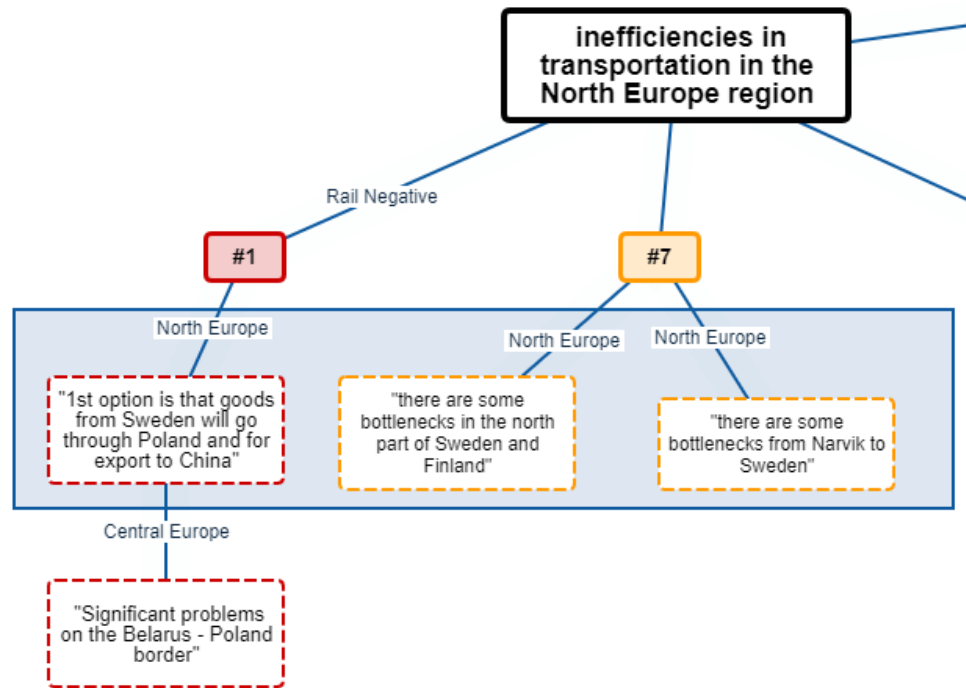 inefficiencies in
transportation in the
North Europe region
Rail Negative
#1
#7
North Europe
North Europe
North Europe
"1st option is that goods
from Sweden will go
through Poland and for
export to China"
"there are some
bottlenecks in the north
part of Sweden and
Finland"
"there are some
bottlenecks from Narvik to
Sweden"
Central Europe
"Significant problems
on the Belarus - Poland
border"